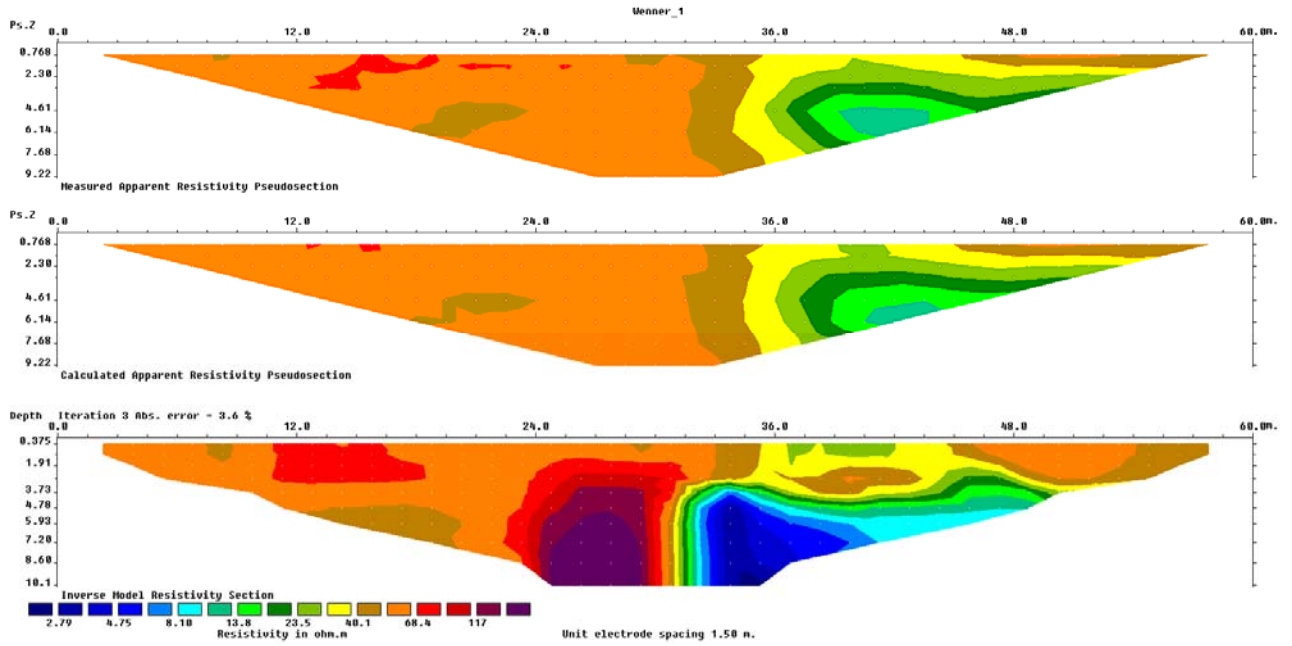 Wenner_1
Ps.Z 0.0 12.0 24.0 36.0 48.0 60.0m.
0.768
2.30
4.61
6.14
7.68
9.22
Measured Apparent Resistivity Pseudosection
Ps.Z 0.0 12.0 24.0 36.0 48.0 60.0m.
0.768
2.30
4.61
6.14
7.68
9.22
Calculated Apparent Resistivity Pseudosection
Depth Iteration 3 Abs. error - 3.6 %
0.0 12.0 24.0 36.0 48.0 60.0m.
0.375
1.91
3.73
4.78
5.93
7.20
8.60
10.1
Inverse Model Resistivity Section
2.79 4.75 8.10 13.8 23.5 40.1 68.4 117
Resistivity in ohm.m Unit electrode spacing 1.50 m.